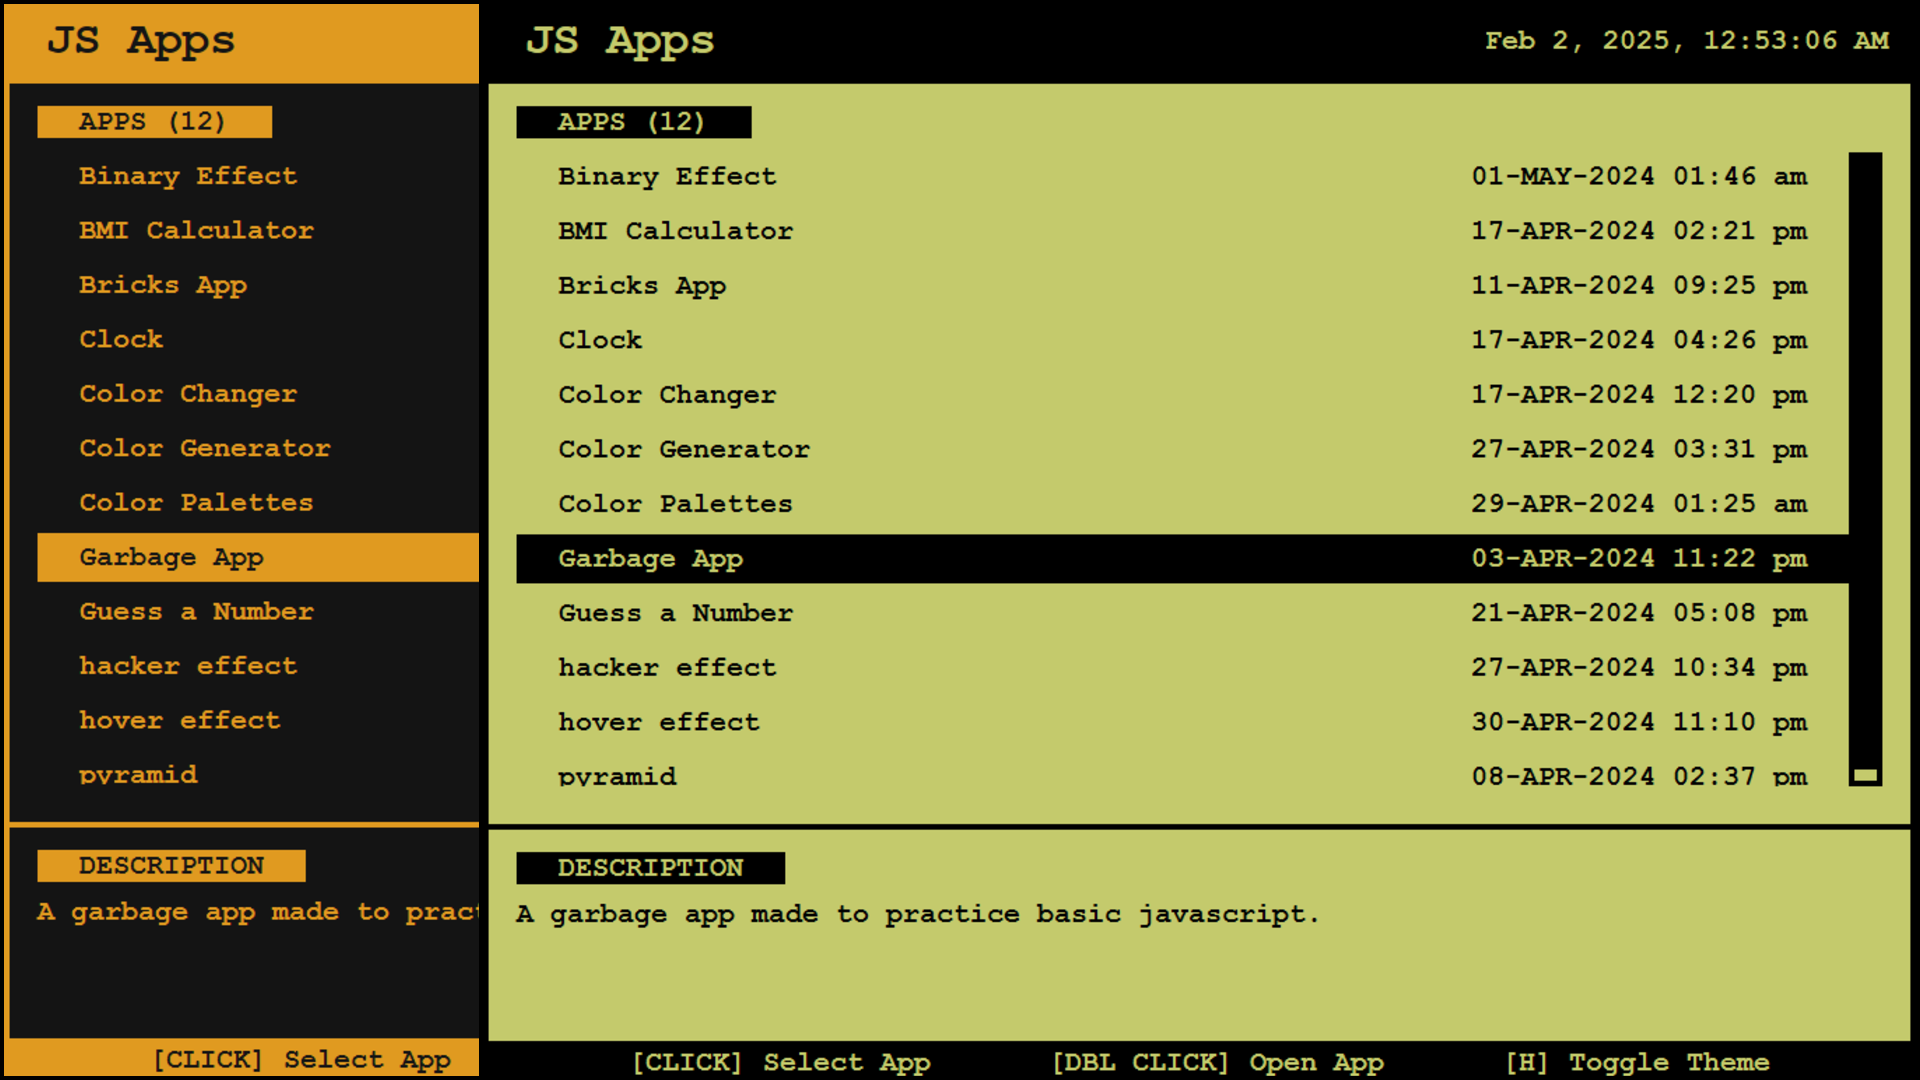 JS Apps
APPS (12)
Binary Effect
BMI Calculator
Bricks App
Clock
Color Changer
Color Generator
Color Palettes
Garbage App
Guess a Number
hacker effect
hover effect
pyramid
DESCRIPTION
A garbage app made to pract
[CLICK] Select App
JS Apps Feb 2, 2025, 12:53:06 AM
APPS (12)
Binary Effect 01-MAY-2024 01:46 am
BMI Calculator 17-APR-2024 02:21 pm
Bricks App 11-APR-2024 09:25 pm
Clock 17-APR-2024 04:26 pm
Color Changer 17-APR-2024 12:20 pm
Color Generator 27-APR-2024 03:31 pm
Color Palettes 29-APR-2024 01:25 am
Garbage App 03-APR-2024 11:22 pm
Guess a Number 21-APR-2024 05:08 pm
hacker effect 27-APR-2024 10:34 pm
hover effect 30-APR-2024 11:10 pm
pyramid 08-APR-2024 02:37 pm
DESCRIPTION
A garbage app made to practice basic javascript.
[CLICK] Select App [DBL CLICK] Open App [H] Toggle Theme